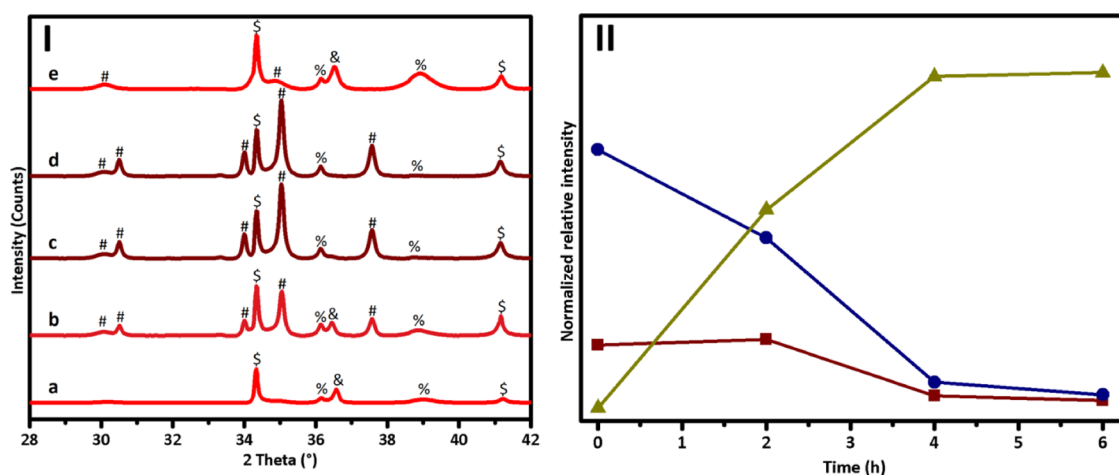 I
e
# $ # % & % $
d
# # # $ # % # % $
c
# # # $ # % # % $
b
# # # $ # % & # % $
a
$ % & % $
Intensity (Counts)
28 30 32 34 36 38 40 42
2 Theta (°)
II
Normalized relative intensity
0 1 2 3 4 5 6
Time (h)